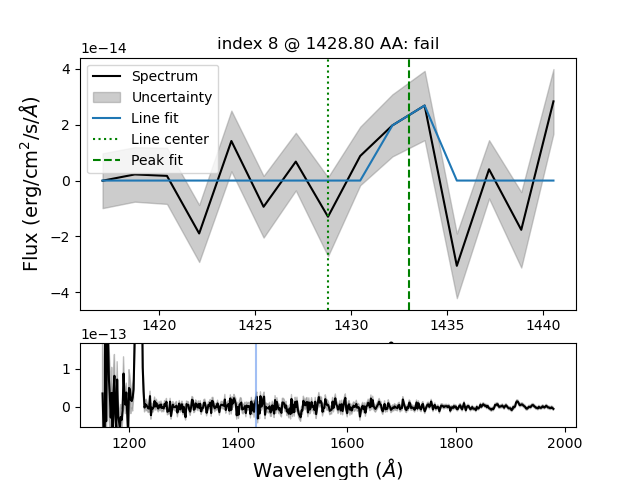 index 8 @ 1428.80 AA: fail
1e−14
Spectrum
Uncertainty
Line fit
Line center
Peak fit
4
2
0
−2
−4
Flux (erg/cm²/s/Å)
1420
1425
1430
1435
1440
1e−13
1
0
1200
1400
1600
1800
2000
Wavelength (Å)